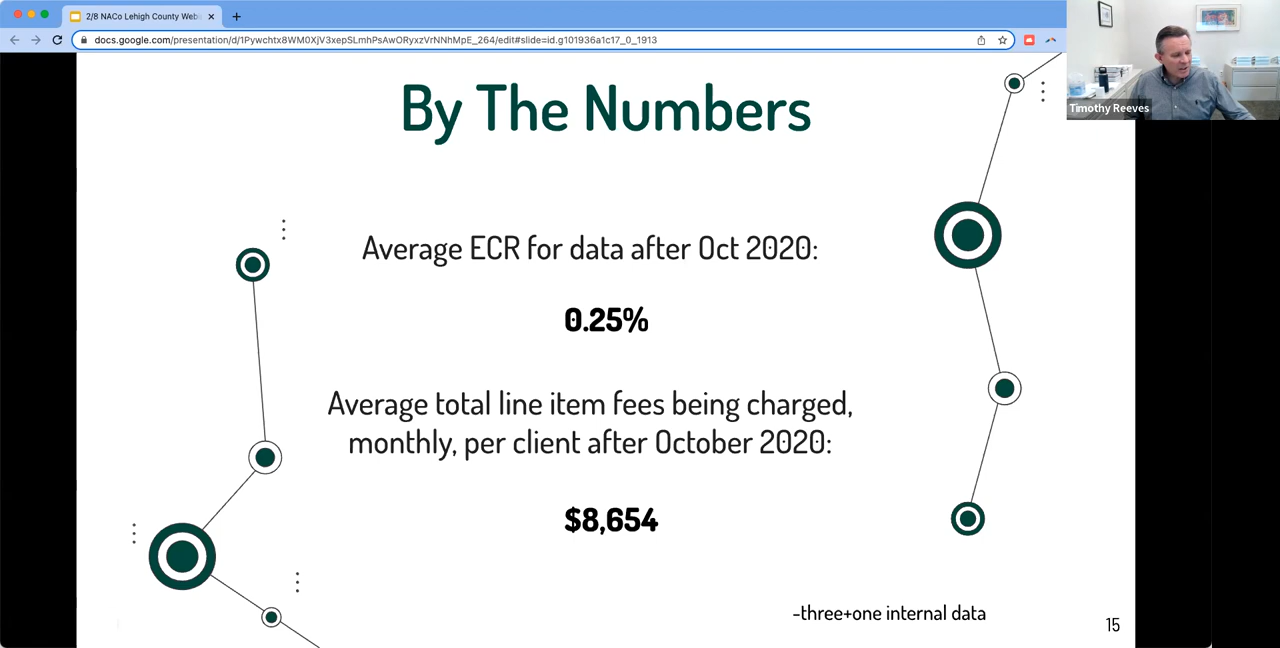 2/8 NACo Lehigh County Web
docs.google.com/presentation/d/1Pywchtx8WM0XjV3xepSLmhPsAwORyxzVrNNhMpE_264/edit#slide=id.g101936a1c17_0_1913
Timothy Reeves
By The Numbers
Average ECR for data after Oct 2020:
0.25%
Average total line item fees being charged,
monthly, per client after October 2020:
$8,654
-three+one internal data
15